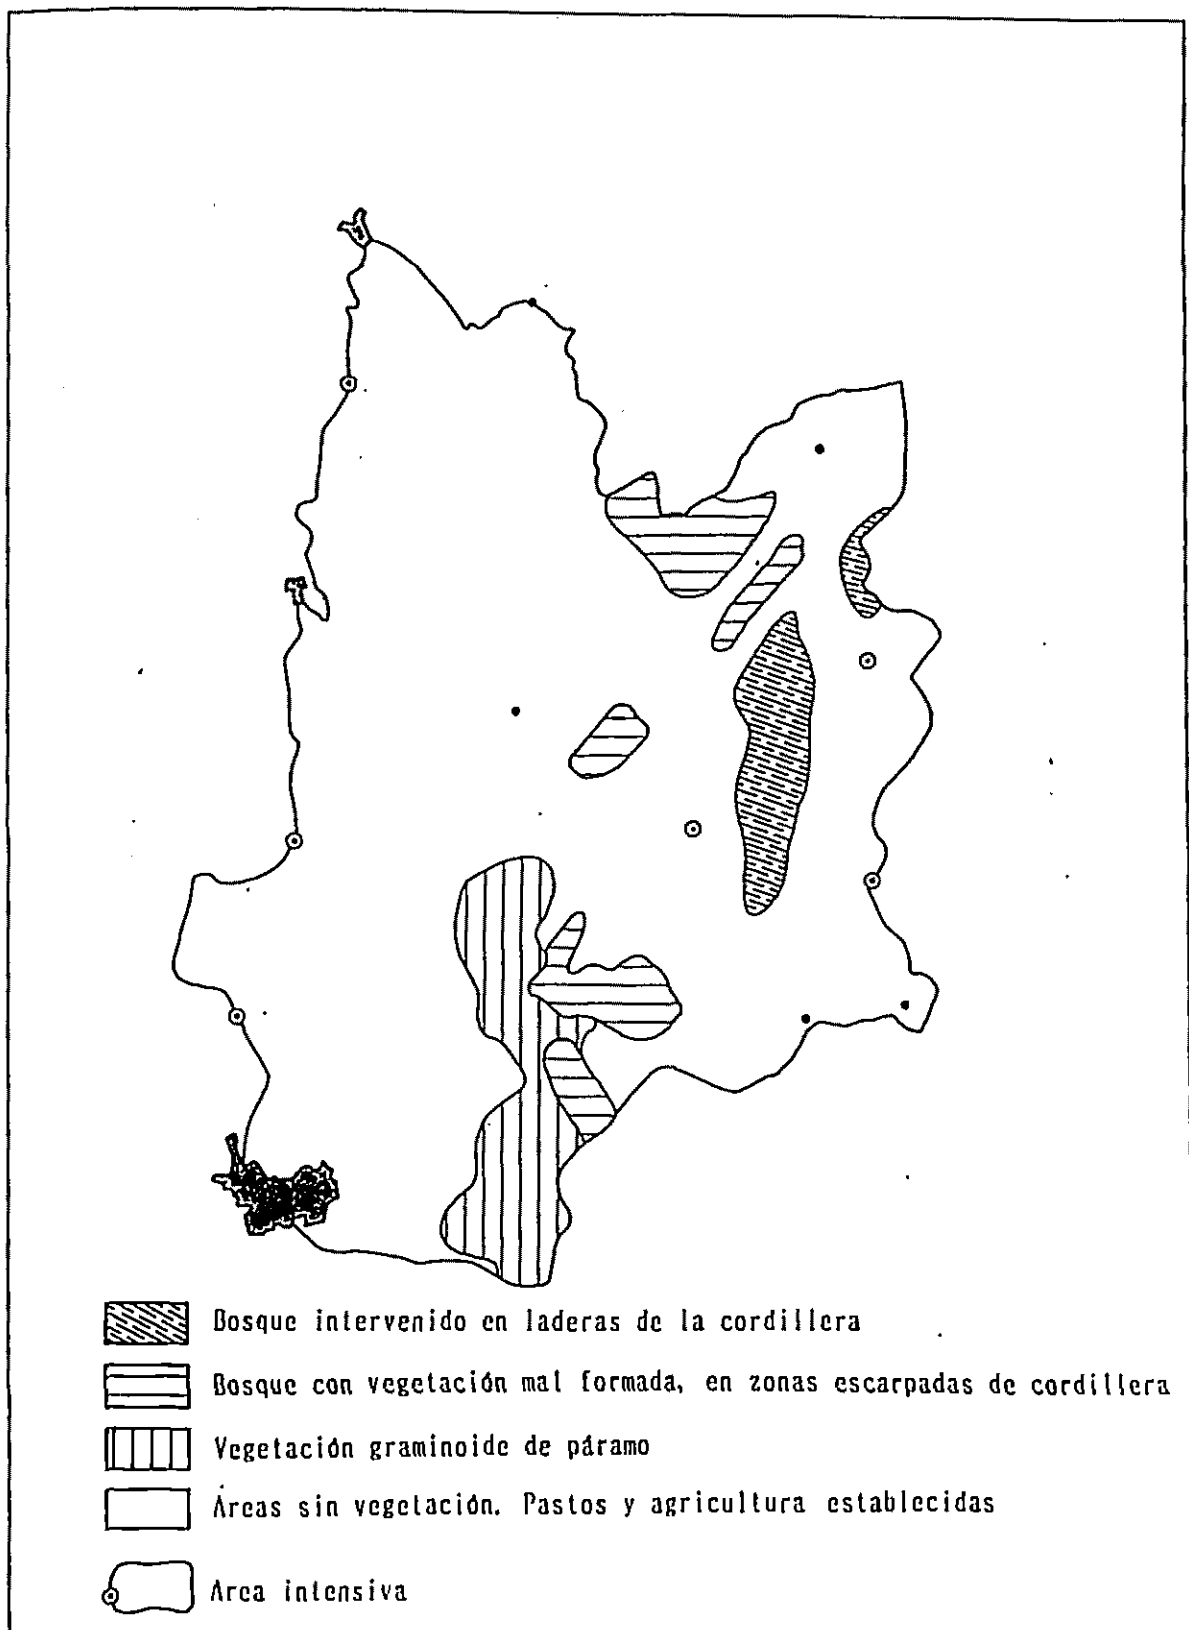 Bosque intervenido en laderas de la cordillera
Bosque con vegetación mal formada, en zonas escarpadas de cordillera
Vegetación graminoide de páramo
Áreas sin vegetación. Pastos y agricultura establecidas
Area intensiva